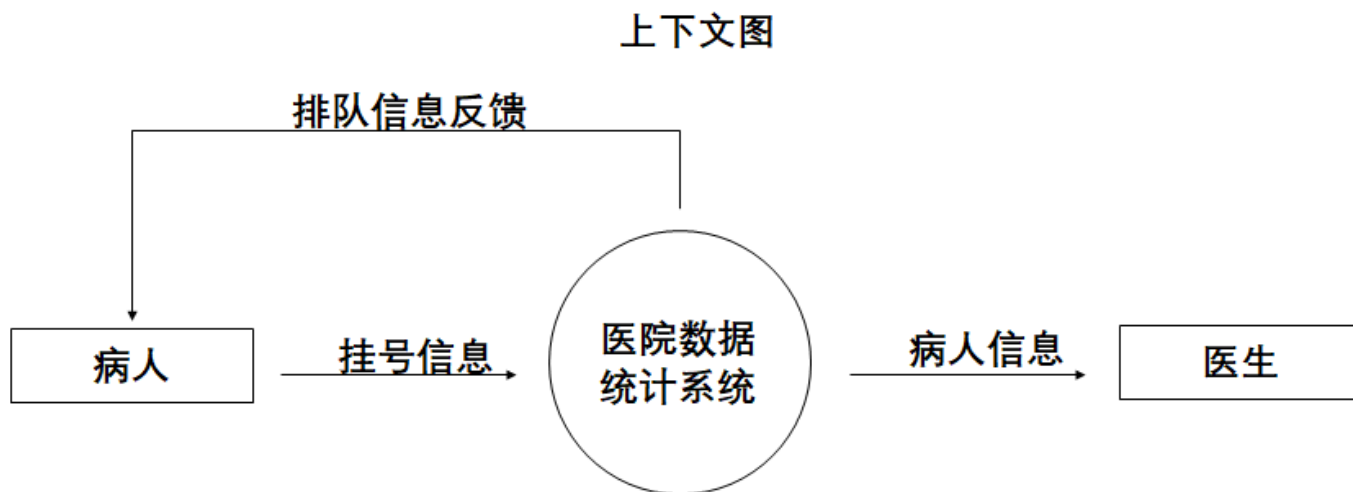 上下文图
排队信息反馈
病人
挂号信息
医院数据
统计系统
病人信息
医生